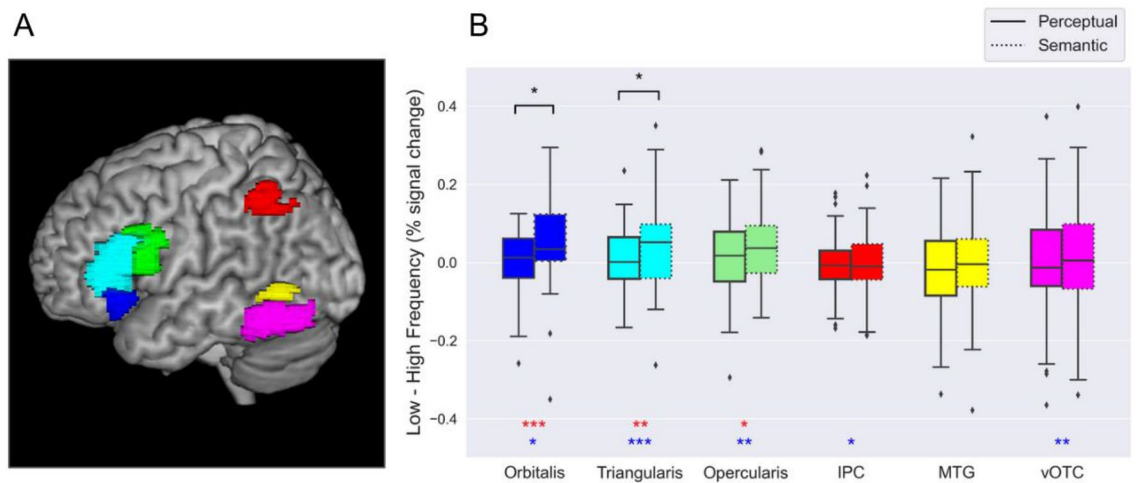 A
B
Perceptual
Semantic
Low - High Frequency (% signal change)
0.4
0.2
0.0
−0.2
−0.4
*
*
*** ** *
* *** ** * **
Orbitalis Triangularis Opercularis IPC MTG vOTC